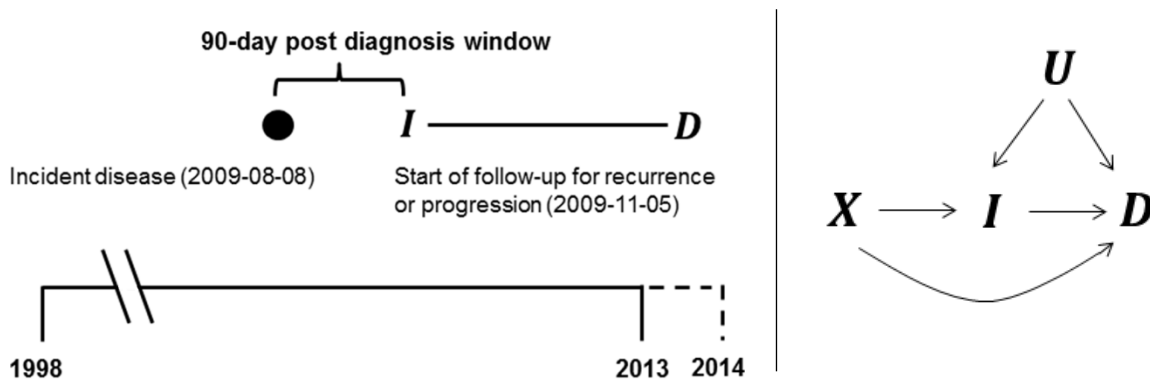 90-day post diagnosis window
I D
Incident disease (2009-08-08)
Start of follow-up for recurrence
or progression (2009-11-05)
1998 2013 2014
U
X I D